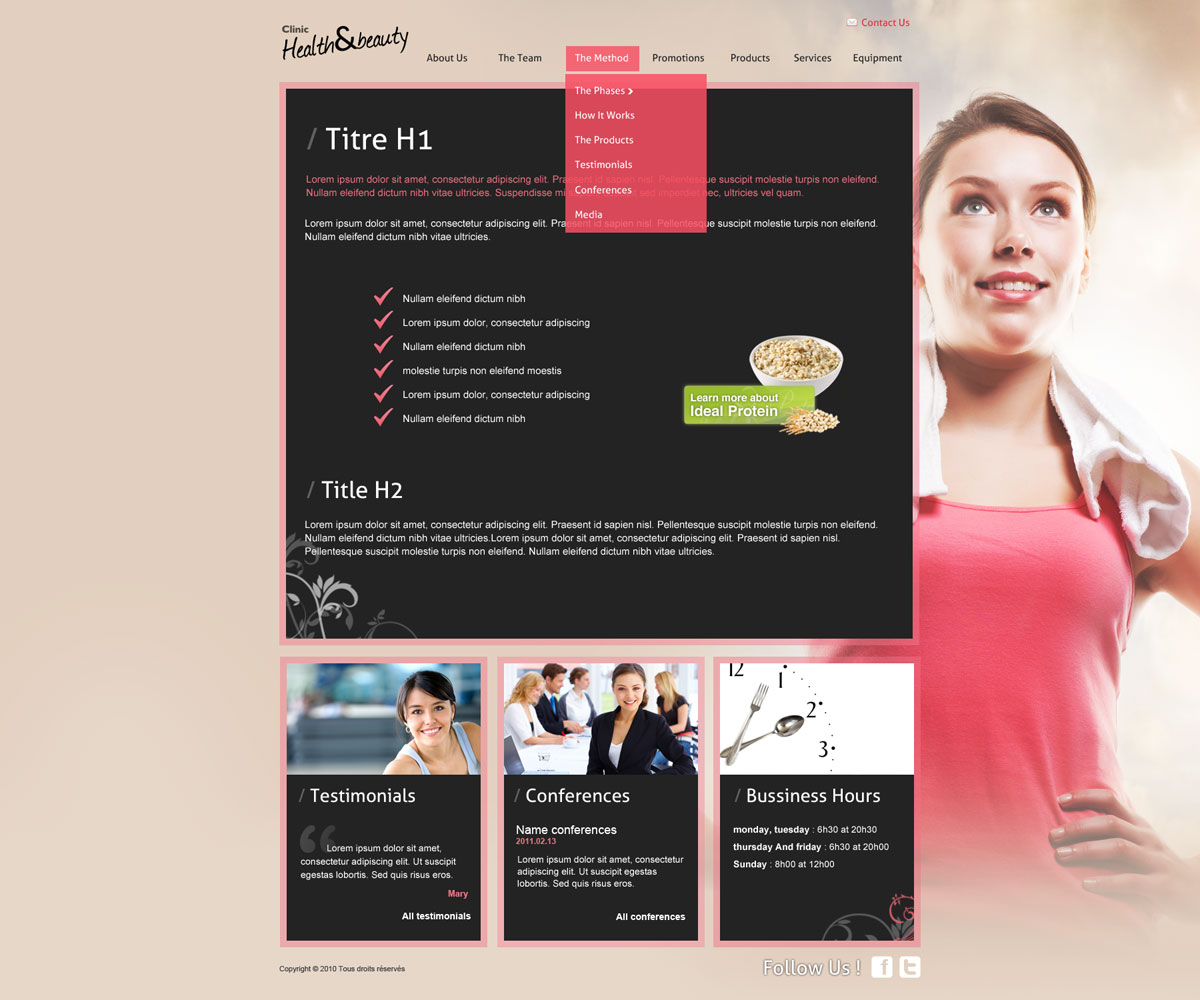 Contact Us
Clinic
Health&beauty
About Us The Team The Method Promotions Products Services Equipment
The Phases
How It Works
The Products
Testimonials
Conferences
Media
/ Titre H1
Lorem ipsum dolor sit amet, consectetur adipiscing elit. Praesent id sapien nisl. Pellentesque suscipit molestie turpis non eleifend.
Nullam eleifend dictum nibh vitae ultricies. Suspendisse mi sed imperdiet nec, ultricies vel quam.
Lorem ipsum dolor sit amet, consectetur adipiscing elit. Praesent id sapien nisl. Pellentesque suscipit molestie turpis non eleifend.
Nullam eleifend dictum nibh vitae ultricies.
Nullam eleifend dictum nibh
Lorem ipsum dolor, consectetur adipiscing
Nullam eleifend dictum nibh
molestie turpis non eleifend moestis
Lorem ipsum dolor, consectetur adipiscing
Nullam eleifend dictum nibh
Learn more about
Ideal Protein
/ Title H2
Lorem ipsum dolor sit amet, consectetur adipiscing elit. Praesent id sapien nisl. Pellentesque suscipit molestie turpis non eleifend.
Nullam eleifend dictum nibh vitae ultricies.Lorem ipsum dolor sit amet, consectetur adipiscing elit. Praesent id sapien nisl.
Pellentesque suscipit molestie turpis non eleifend. Nullam eleifend dictum nibh vitae ultricies.
/ Testimonials
“ Lorem ipsum dolor sit amet,
consectetur adipiscing elit. Ut suscipit
egestas lobortis. Sed quis risus eros.
Mary
All testimonials
/ Conferences
Name conferences
2011.02.13
Lorem ipsum dolor sit amet, consectetur
adipiscing elit. Ut suscipit egestas
lobortis. Sed quis risus eros.
All conferences
12
1
2
3
/ Bussiness Hours
monday, tuesday : 6h30 at 20h30
thursday And friday : 6h30 at 20h00
Sunday : 8h00 at 12h00
Copyright © 2010 Tous droits réservés
Follow Us ! f t